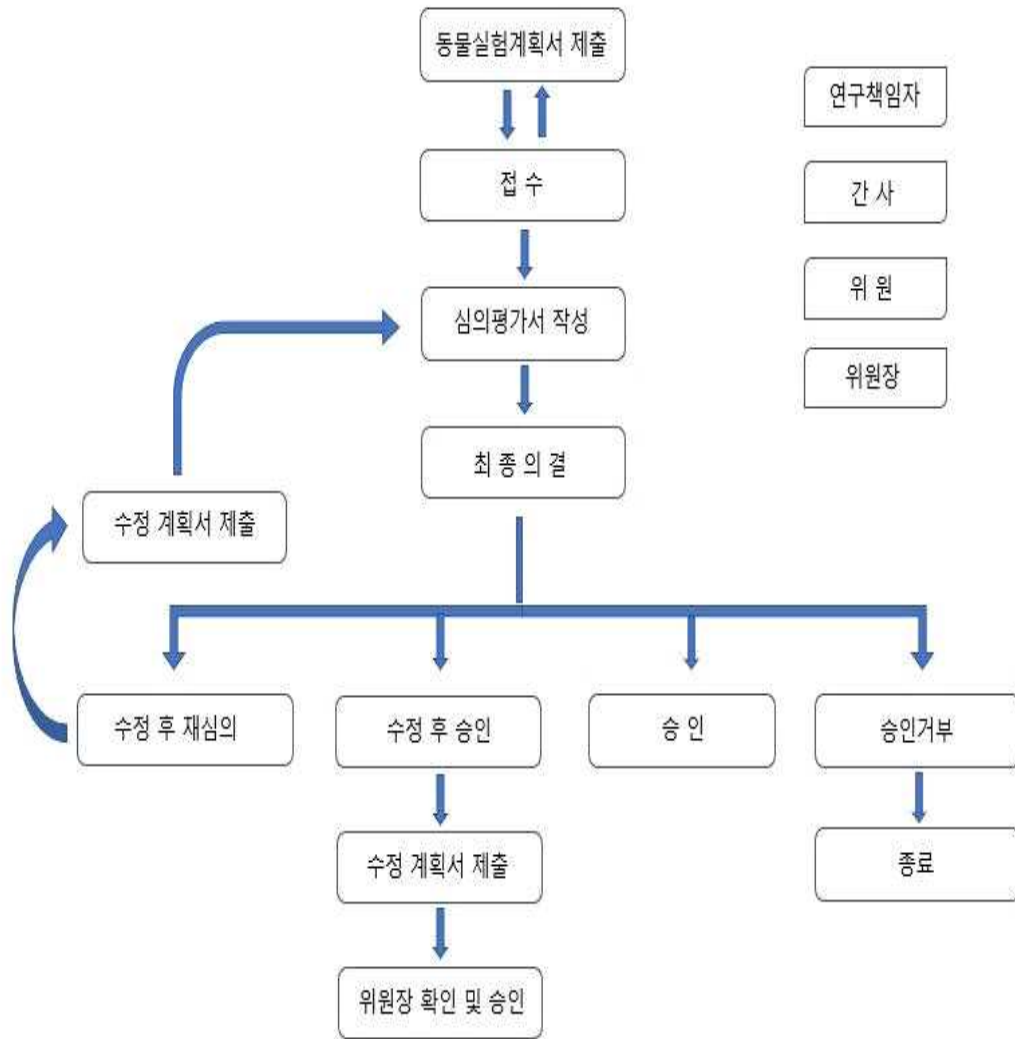 동물실험계획서 제출
연구책임자
접 수
간 사
위 원
심의평가서 작성
위원장
최 종 의 결
수정 계획서 제출
수정 후 재심의
수정 후 승인
승 인
승인거부
수정 계획서 제출
종료
위원장 확인 및 승인